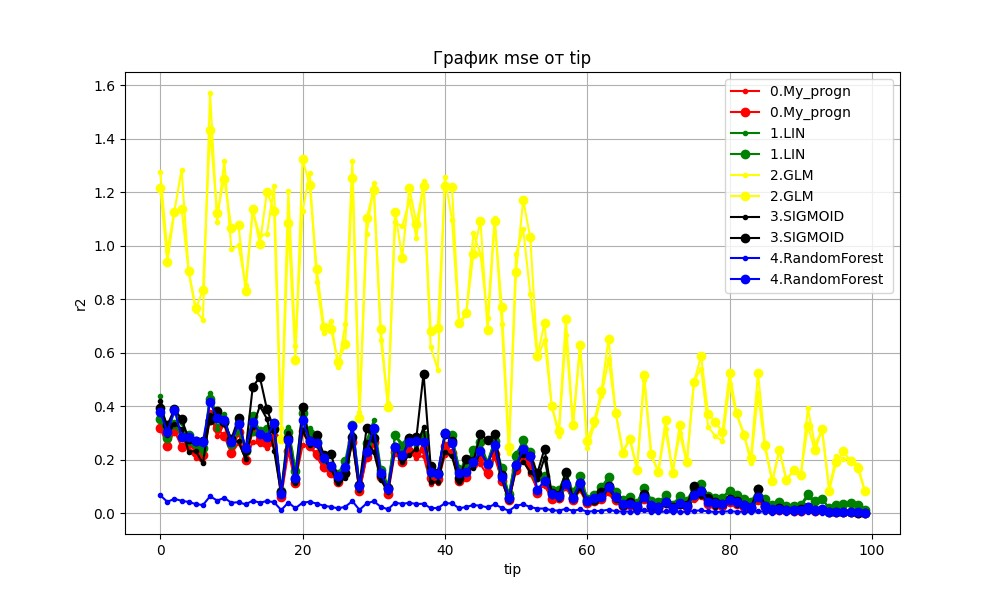 График mse от tip
1.6
1.4
1.2
1.0
0.8
0.6
0.4
0.2
0.0
r2
0 20 40 60 80 100
tip
0.My_progn
0.My_progn
1.LIN
1.LIN
2.GLM
2.GLM
3.SIGMOID
3.SIGMOID
4.RandomForest
4.RandomForest